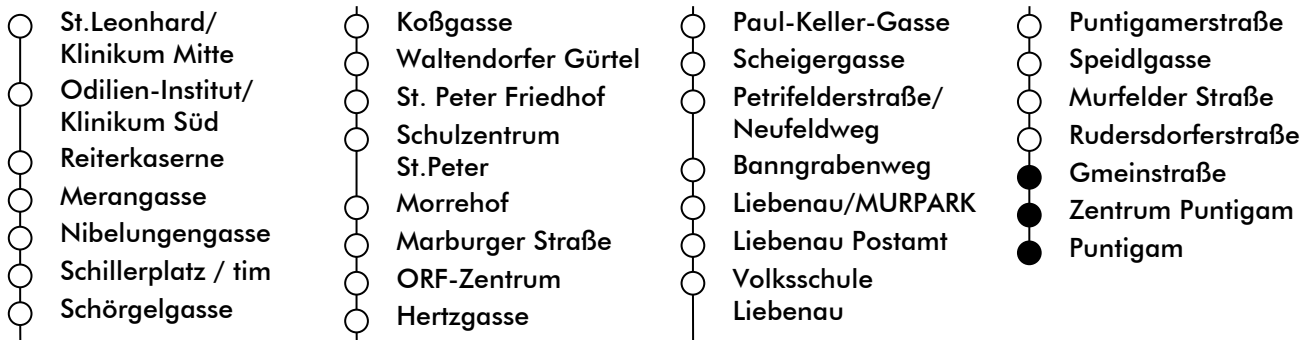 St.Leonhard/
Klinikum Mitte
Odilien-Institut/
Klinikum Süd
Reiterkaserne
Merangasse
Nibelungengasse
Schillerplatz / tim
Schörgelgasse
Koßgasse
Waltendorfer Gürtel
St. Peter Friedhof
Schulzentrum
St.Peter
Morrehof
Marburger Straße
ORF-Zentrum
Hertzgasse
Paul-Keller-Gasse
Scheigergasse
Petrifelderstraße/
Neufeldweg
Banngrabenweg
Liebenau/MURPARK
Liebenau Postamt
Volksschule
Liebenau
Puntigamerstraße
Speidlgasse
Murfelder Straße
Rudersdorferstraße
Gmeinstraße
Zentrum Puntigam
Puntigam